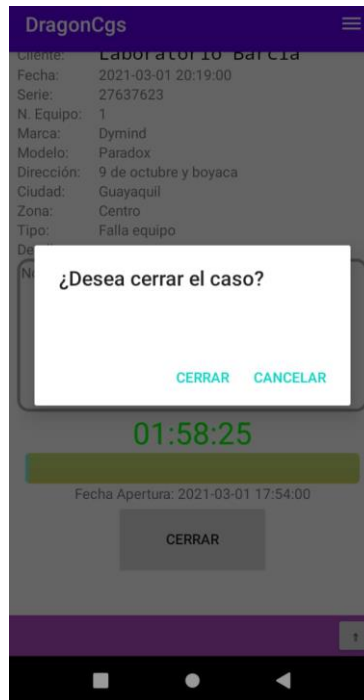 DragonCgs
Cliente: Laboratorio Barcia
Fecha: 2021-03-01 20:19:00
Serie: 27637623
N. Equipo: 1
Marca: Dymind
Modelo: Paradox
Dirección: 9 de octubre y boyaca
Ciudad: Guayaquil
Zona: Centro
Tipo: Falla equipo
¿Desea cerrar el caso?
CERRAR CANCELAR
01:58:25
Fecha Apertura: 2021-03-01 17:54:00
CERRAR